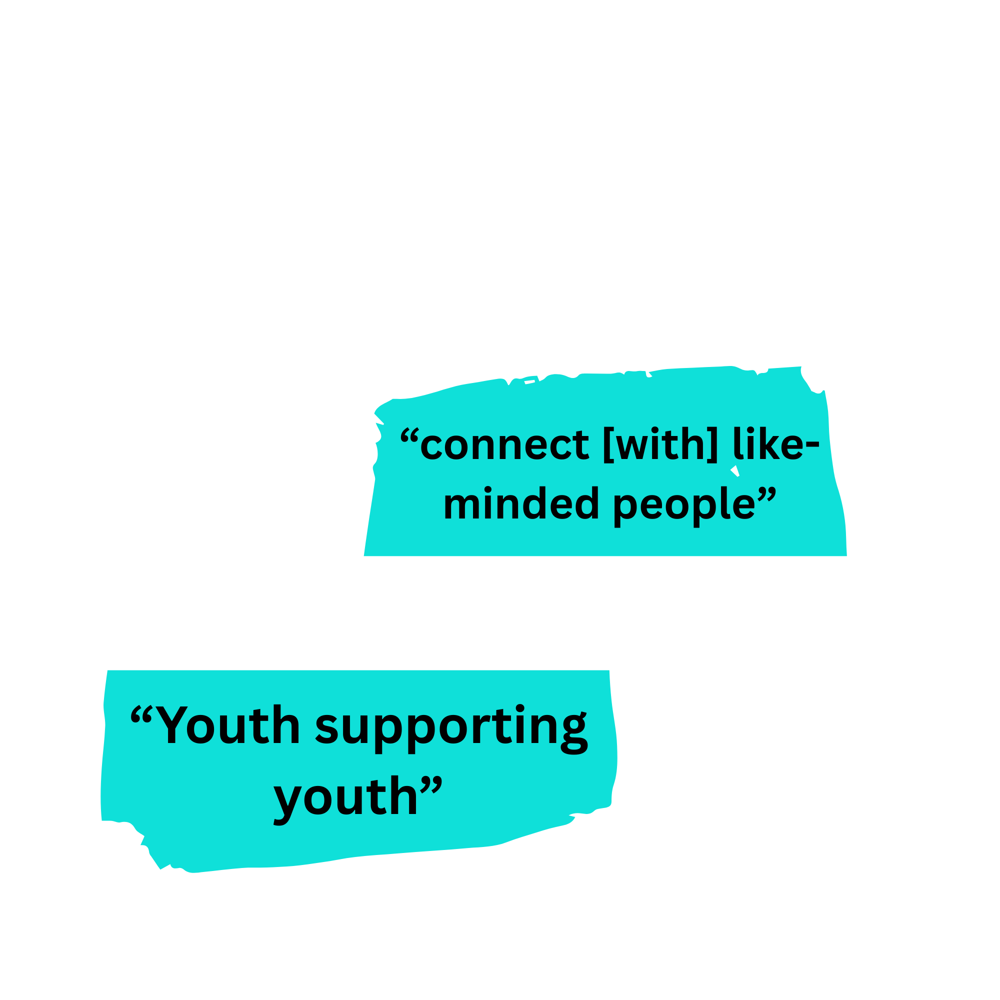 “connect [with] like-
minded people”
“Youth supporting
youth”